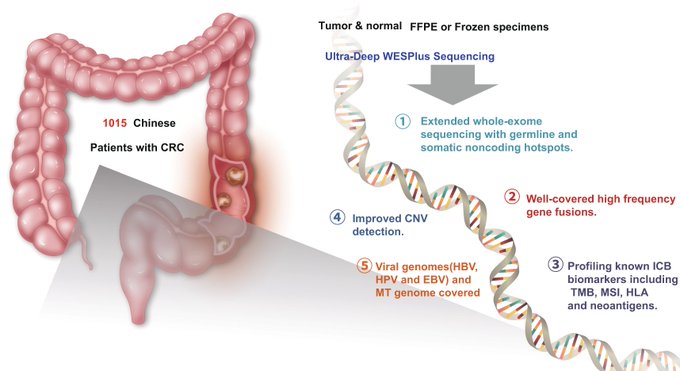 Tumor & normal FFPE or Frozen specimens
Ultra-Deep WESPlus Sequencing
1015 Chinese
Patients with CRC
① Extended whole-exome
sequencing with germline and
somatic noncoding hotspots.
② Well-covered high frequency
gene fusions.
④ Improved CNV
detection.
⑤ Viral genomes(HBV,
HPV and EBV) and
MT genome covered
③ Profiling known ICB
biomarkers including
TMB, MSI, HLA
and neoantigens.